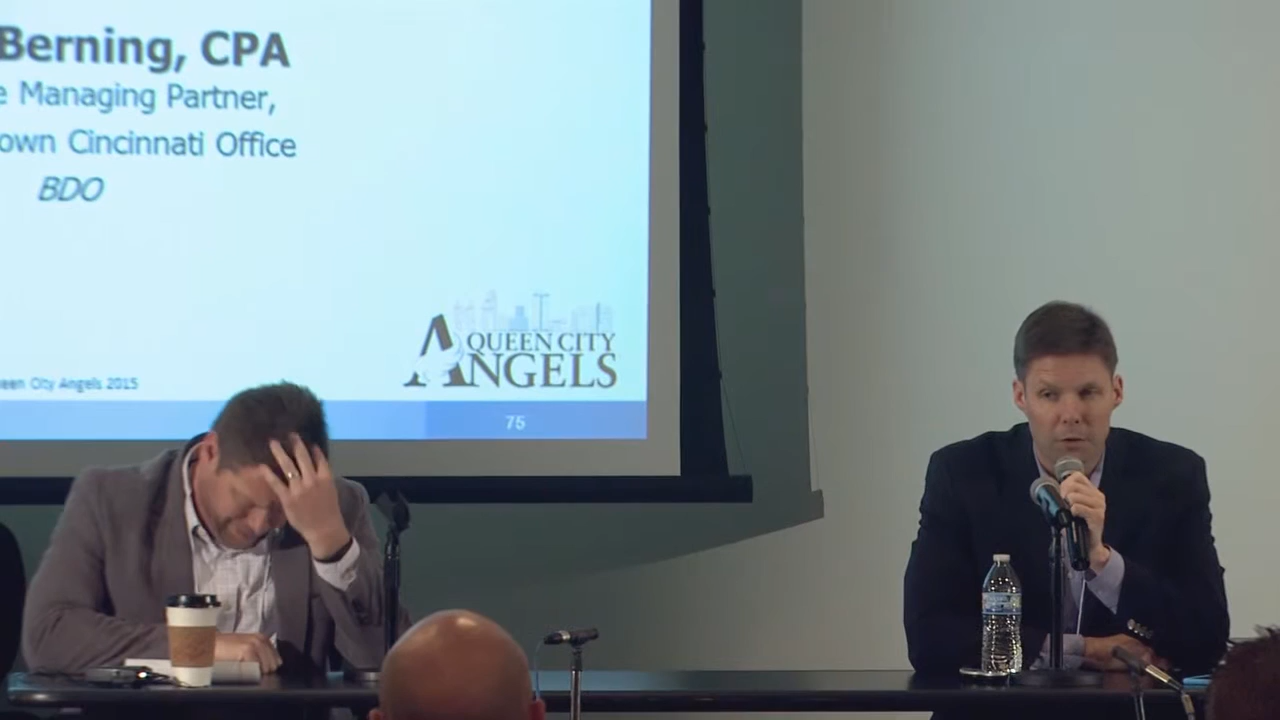 Berning, CPA
e Managing Partner,
own Cincinnati Office
BDO
QUEEN CITY
ANGELS
een City Angels 2015
75